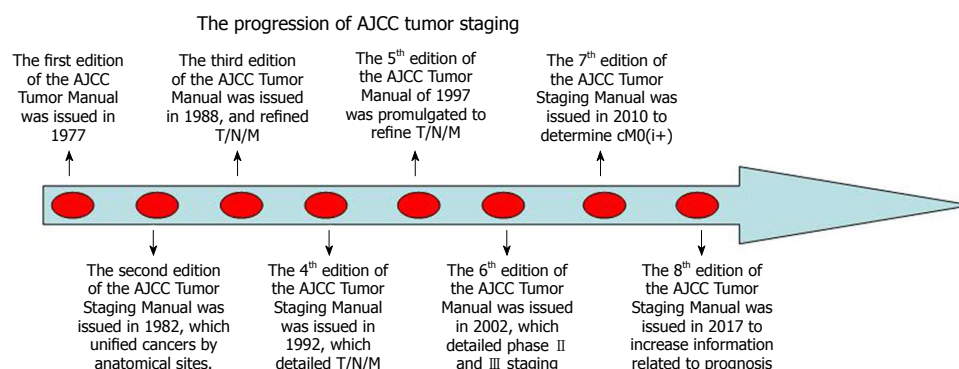 The progression of AJCC tumor staging
The first edition
of the AJCC
Tumor Manual
was issued in
1977
The third edition
of the AJCC Tumor
Manual was issued
in 1988, and refined
T/N/M
The 5th edition of
the AJCC Tumor
Manual of 1997
was promulgated to
refine T/N/M
The 7th edition of
the AJCC Tumor
Staging Manual was
issued in 2010 to
determine cM0(i+)
The second edition
of the AJCC Tumor
Staging Manual was
issued in 1982, which
unified cancers by
anatomical sites.
The 4th edition of
the AJCC Tumor
Staging Manual
was issued in
1992, which
detailed T/N/M
The 6th edition of
the AJCC Tumor
Manual was issued
in 2002, which
detailed phase Ⅱ
and Ⅲ staging
The 8th edition of
the AJCC Tumor
Staging Manual was
issued in 2017 to
increase information
related to prognosis